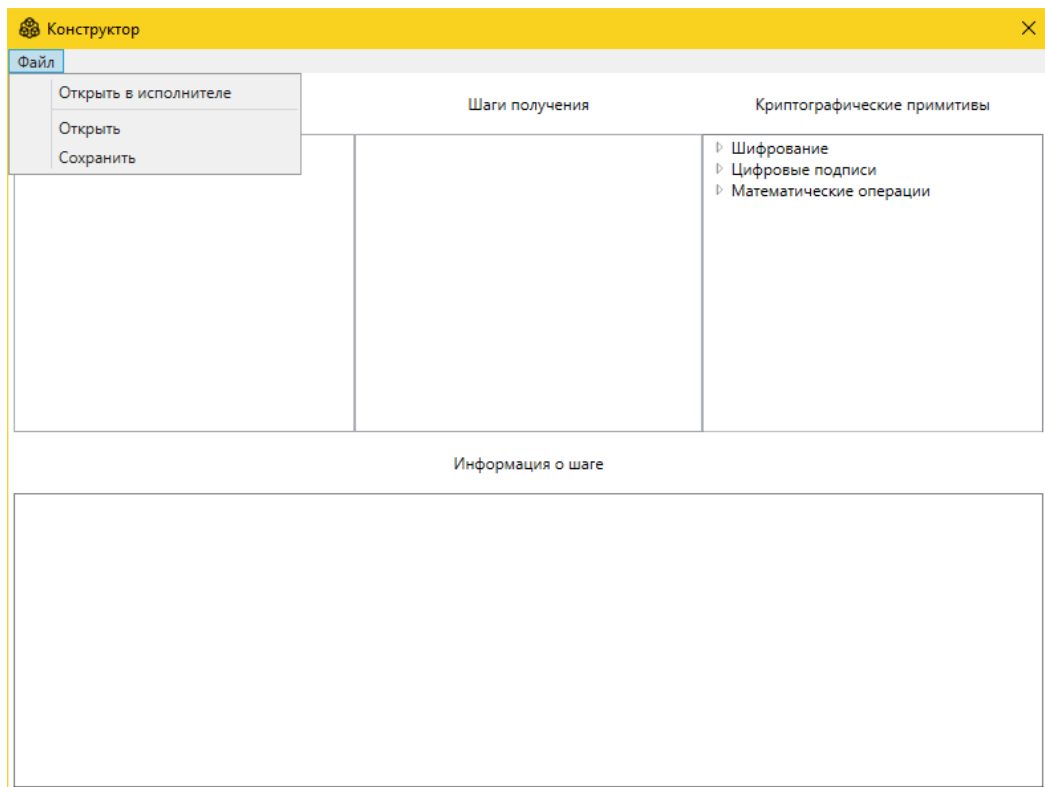 Конструктор
Файл
Открыть в исполнителе
Открыть
Сохранить
Шаги получения
Криптографические примитивы
Шифрование
Цифровые подписи
Математические операции
Информация о шаге